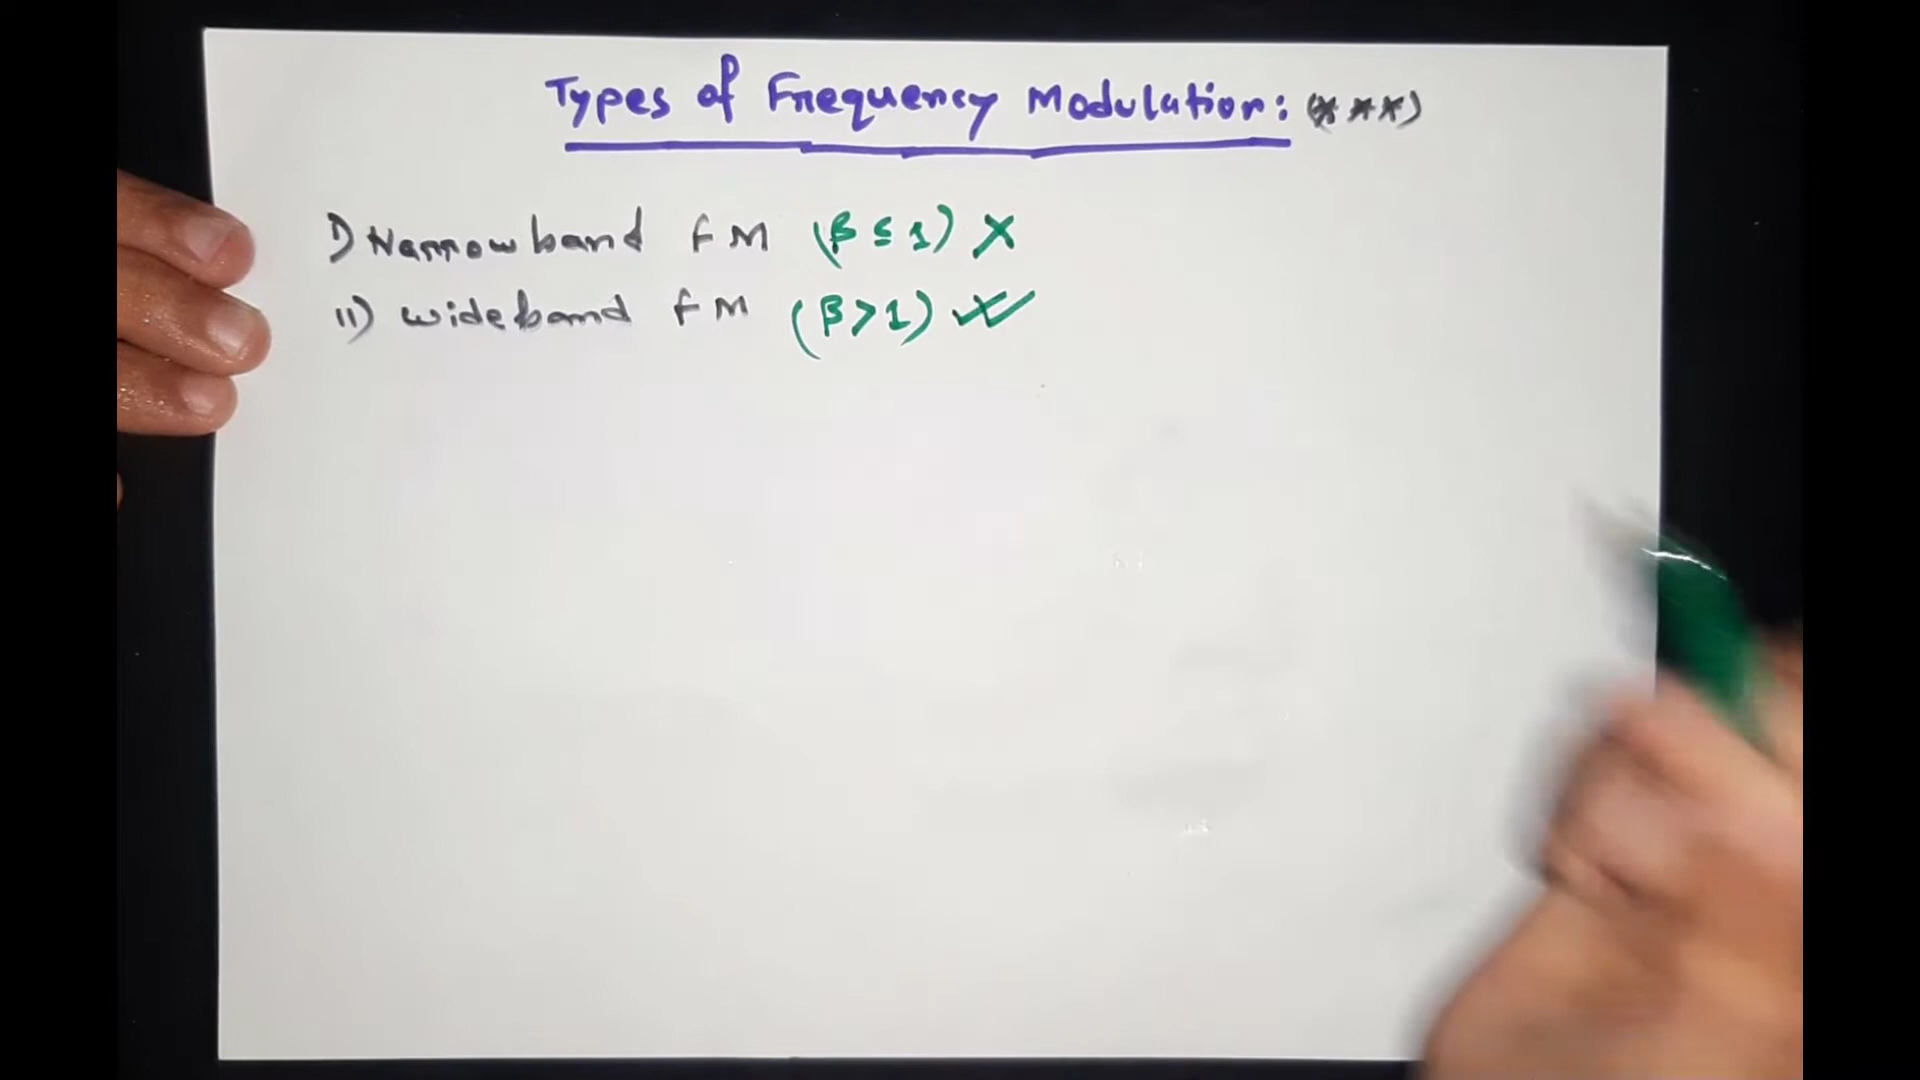 Types of Frequency Modulation: (***)
I) Narrowband FM (β ≤ 1) ✗
II) wideband FM (β > 1) ✓